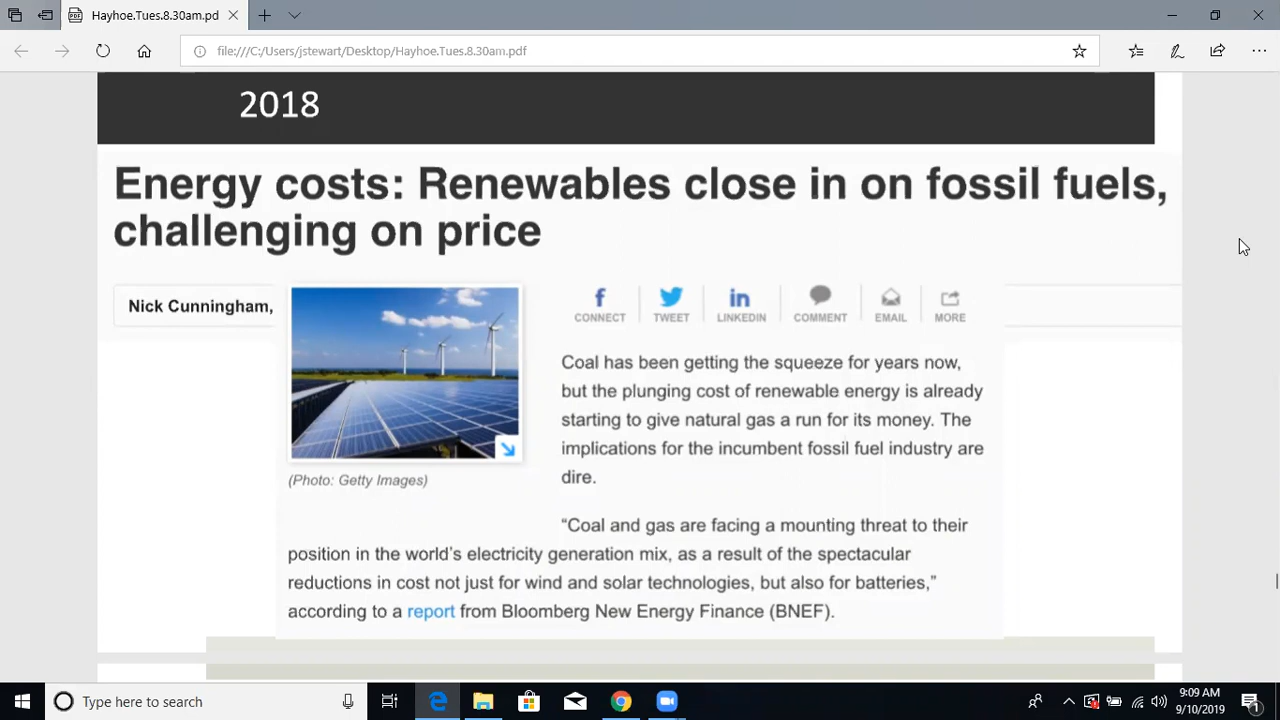 Hayhoe.Tues.8.30am.pdf
file:///C:/Users/jstewart/Desktop/Hayhoe.Tues.8.30am.pdf
2018
Energy costs: Renewables close in on fossil fuels,
challenging on price
Nick Cunningham,
CONNECT TWEET LINKEDIN COMMENT EMAIL MORE
(Photo: Getty Images)
Coal has been getting the squeeze for years now,
but the plunging cost of renewable energy is already
starting to give natural gas a run for its money. The
implications for the incumbent fossil fuel industry are
dire.
“Coal and gas are facing a mounting threat to their
position in the world’s electricity generation mix, as a result of the spectacular
reductions in cost not just for wind and solar technologies, but also for batteries,”
according to a report from Bloomberg New Energy Finance (BNEF).
Type here to search
9:09 AM
9/10/2019